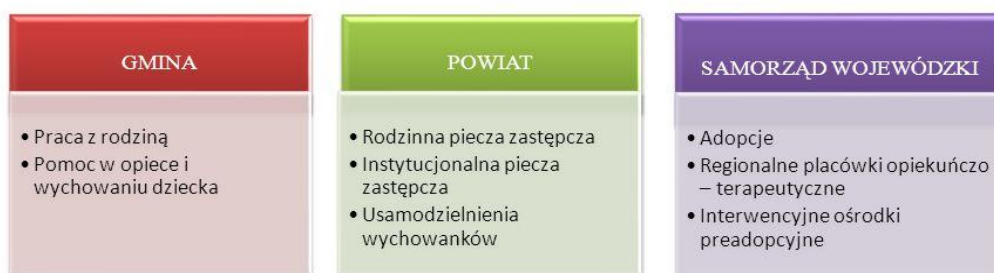 GMINA
• Praca z rodziną
• Pomoc w opiece i
wychowaniu dziecka
POWIAT
• Rodzinna piecza zastępcza
• Instytucjonalna piecza
zastępcza
• Usamodzielnienia
wychowanków
SAMORZĄD WOJEWÓDZKI
• Adopcje
• Regionalne placówki opiekuńczo
– terapeutyczne
• Interwencyjne ośrodki
preadopcyjne